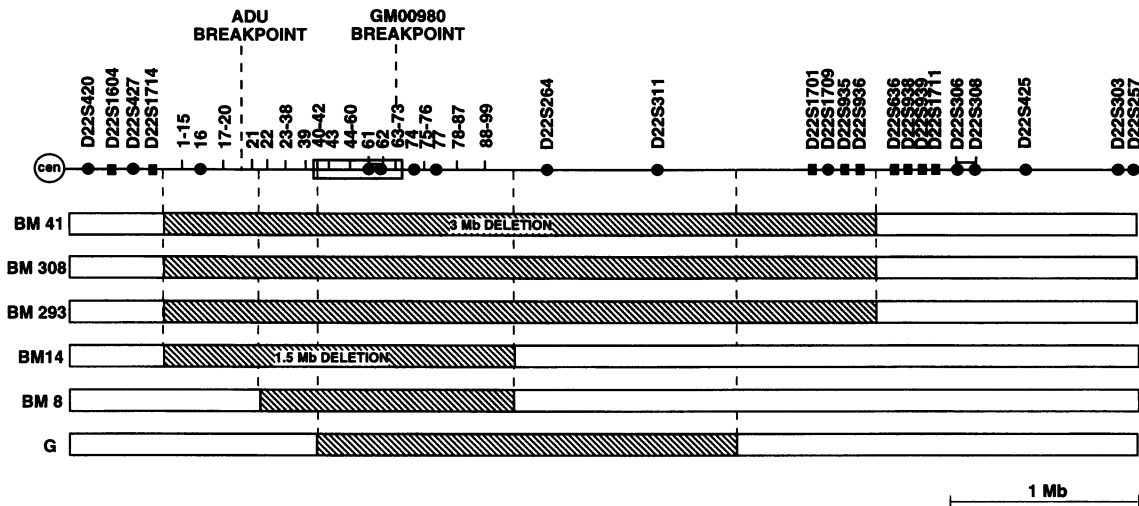 ADU
BREAKPOINT
GM00980
BREAKPOINT
D22S420
D22S1604
D22S427
D22S1714
1-15
16
17-20
21
22
23-38
39
40-42
43
44-60
61
62
63-73
74
75-76
77
78-87
88-99
D22S264
D22S311
D22S1701
D22S1709
D22S935
D22S936
D22S636
D22S938
D22S939
D22S1711
D22S306
D22S308
D22S425
D22S303
D22S257
cen
BM 41
3 Mb DELETION
BM 308
BM 293
BM14
1.5 Mb DELETION
BM 8
G
1 Mb